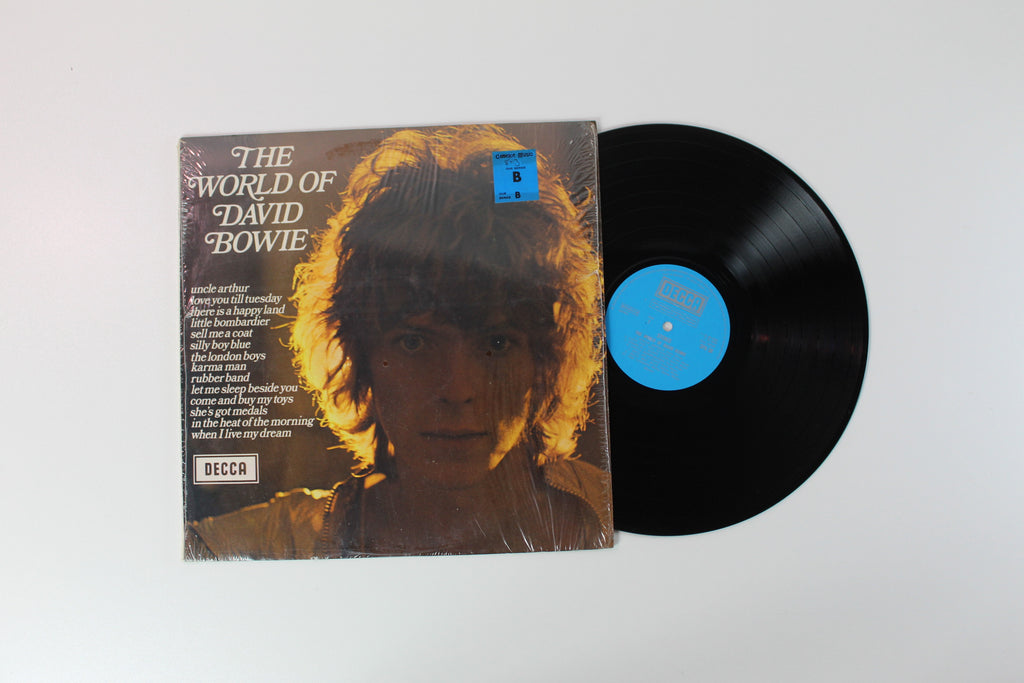 THE
WORLD OF
DAVID
BOWIE
B
B
uncle arthur
love you till tuesday
there is a happy land
little bombardier
sell me a coat
silly boy blue
the london boys
karma man
rubber band
let me sleep beside you
come and buy my toys
she's got medals
in the heat of the morning
when I live my dream
DECCA
DECCA